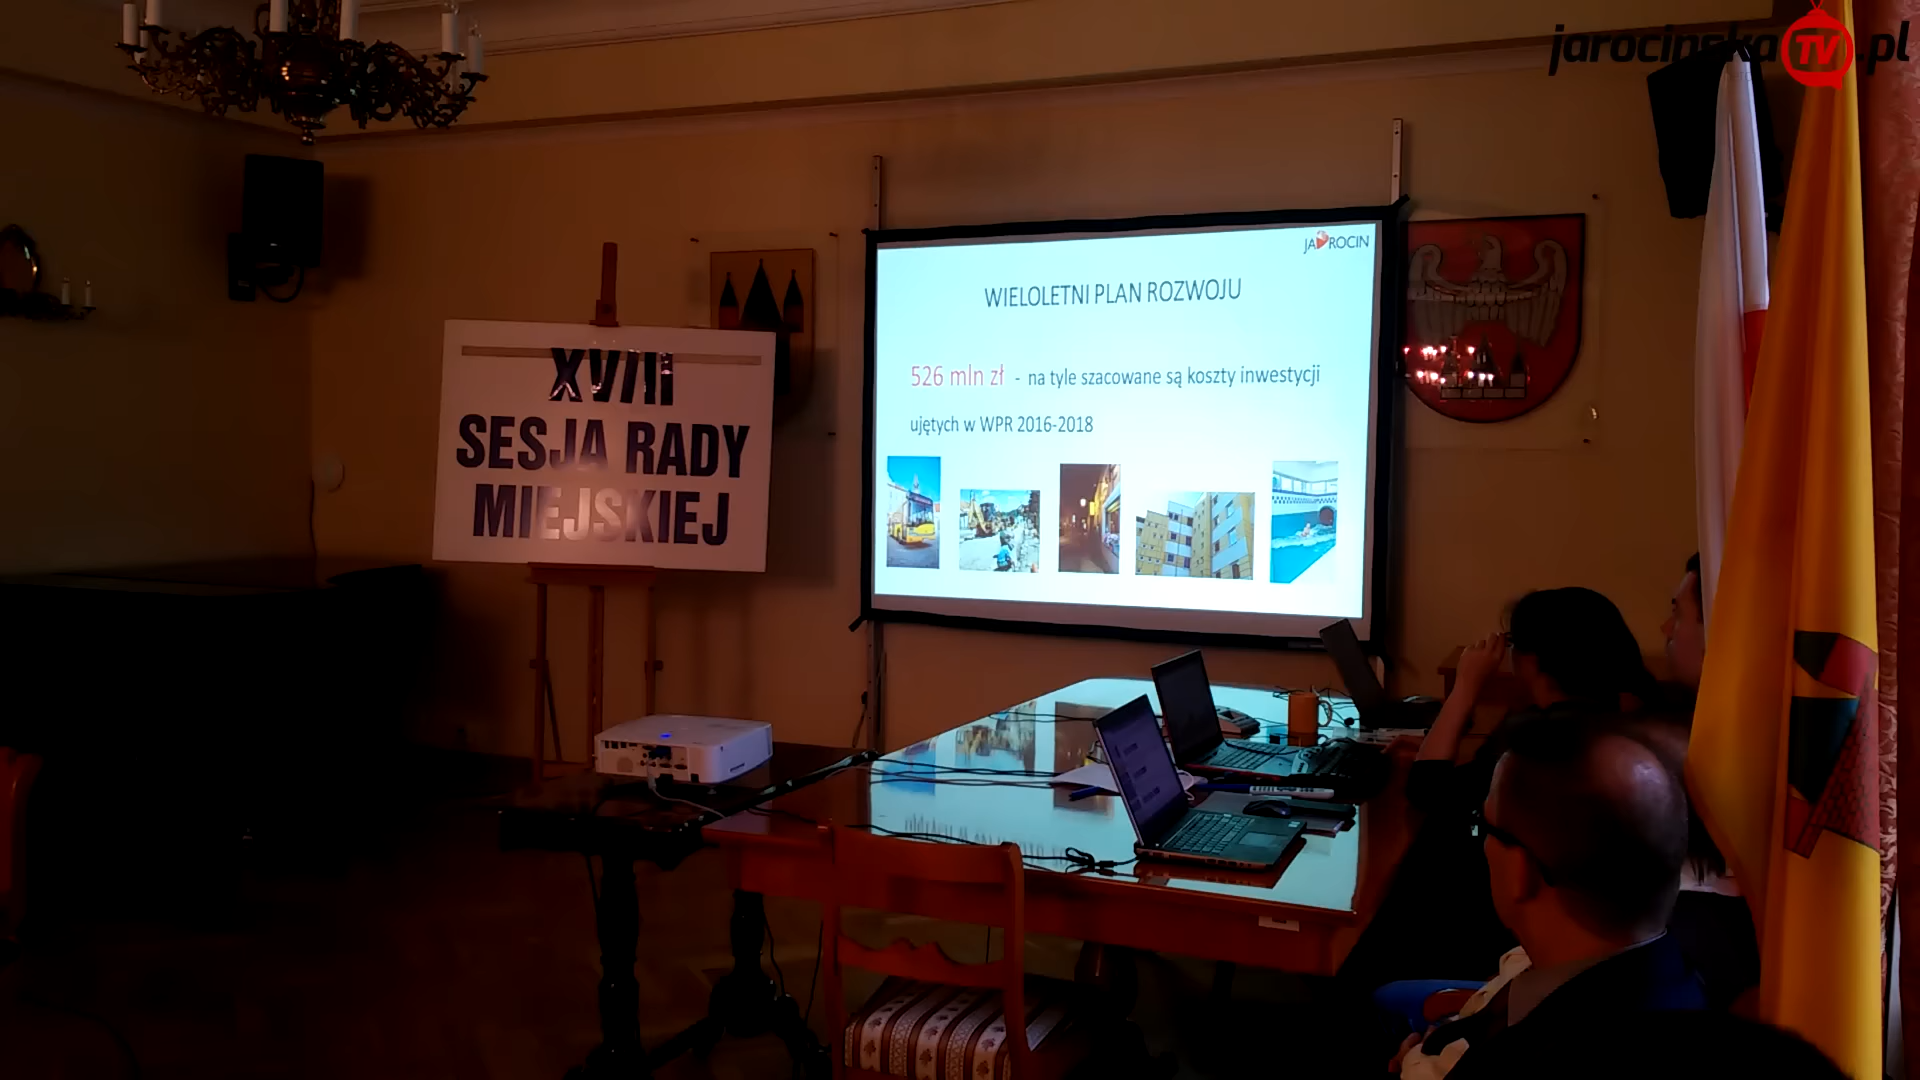 jarocinskaTV.pl
JAROCIN
WIELOLETNI PLAN ROZWOJU
526 mln zł - na tyle szacowane są koszty inwestycji
ujętych w WPR 2016-2018
XVIII
SESJA RADY
MIEJSKIEJ